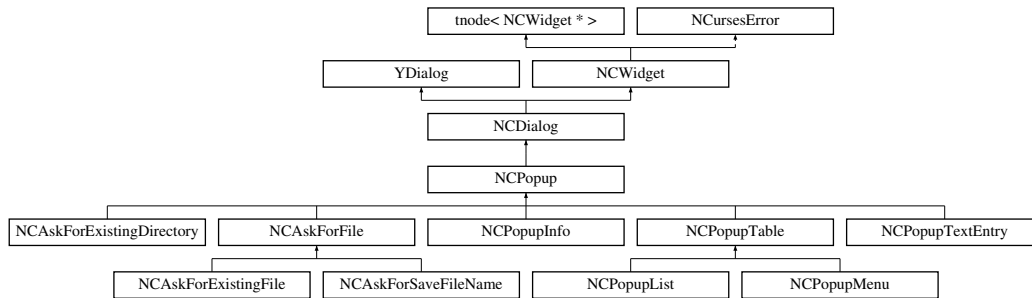 tnode< NCWidget * >
NCursesError
YDialog
NCWidget
NCDialog
NCPopup
NCAskForExistingDirectory
NCAskForFile
NCPopupInfo
NCPopupTable
NCPopupTextEntry
NCAskForExistingFile
NCAskForSaveFileName
NCPopupList
NCPopupMenu